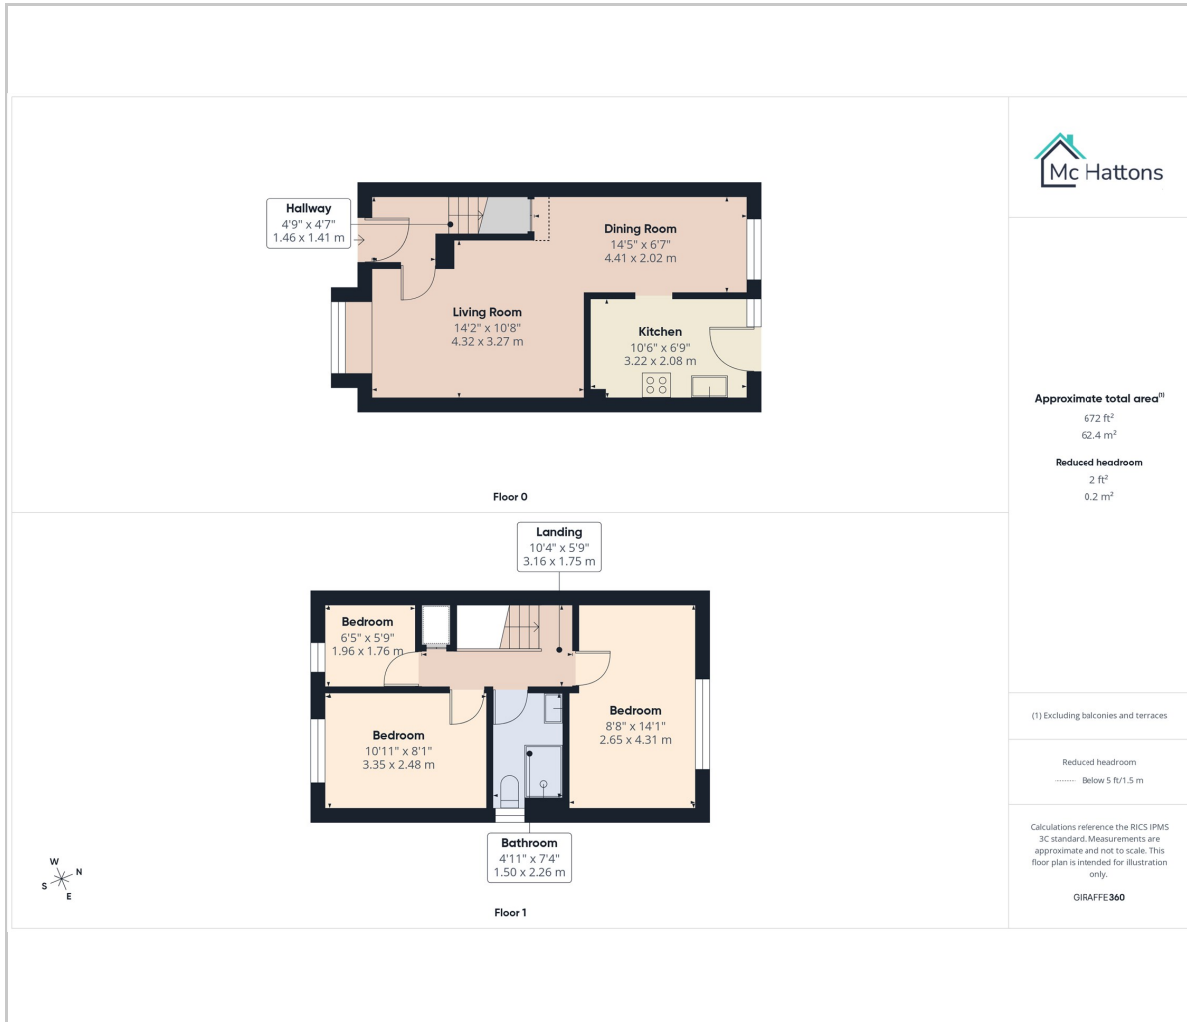 Hallway
4'9" x 4'7"
1.46 x 1.41 m
Dining Room
14'5" x 6'7"
4.41 x 2.02 m
Living Room
14'2" x 10'8"
4.32 x 3.27 m
Kitchen
10'6" x 6'9"
3.22 x 2.08 m
Floor 0
Landing
10'4" x 5'9"
3.16 x 1.75 m
Bedroom
6'5" x 5'9"
1.96 x 1.76 m
Bedroom
10'11" x 8'1"
3.35 x 2.48 m
Bedroom
8'8" x 14'1"
2.65 x 4.31 m
Bathroom
4'11" x 7'4"
1.50 x 2.26 m
W
N
S
E
Floor 1
Mc Hattons
Approximate total area(1)
672 ft²
62.4 m²
Reduced headroom
2 ft²
0.2 m²
(1) Excluding balconies and terraces
Reduced headroom
Below 5 ft/1.5 m
Calculations reference the RICS IPMS
3C standard. Measurements are
approximate and not to scale. This
floor plan is intended for illustration
only.
GIRAFFE360